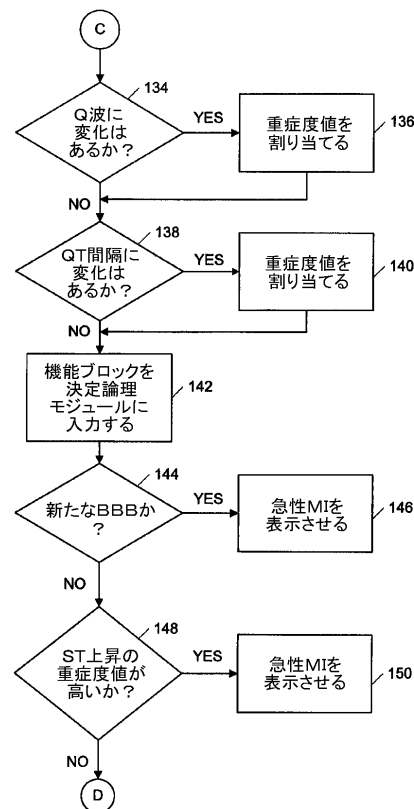 C
134
Q波に
変化は
あるか?
YES
重症度値を
割り当てる
136
NO
138
QT間隔に
変化は
あるか?
YES
重症度値を
割り当てる
140
NO
機能ブロックを
決定論理
モジュールに
入力する
142
144
新たなBBBか
?
YES
急性MIを
表示させる
146
NO
148
ST上昇の
重症度値が
高いか?
YES
急性MIを
表示させる
150
NO
D